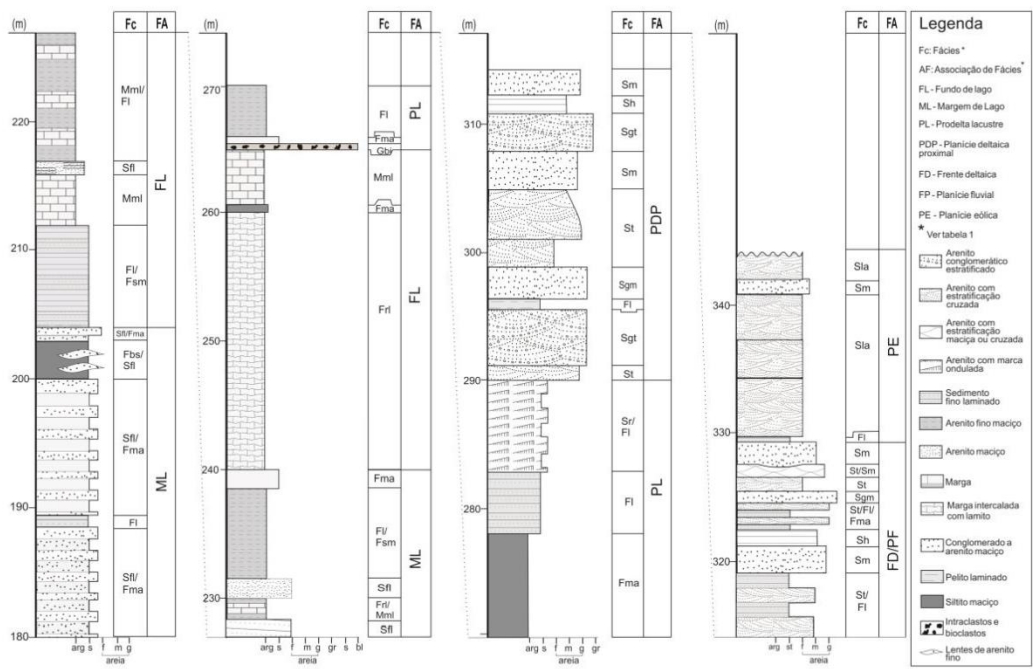 (m)
Fc
FA
220
210
200
190
180
Mml/
Fl
Sfl
Mml
Fl/
Fsm
Sfl/Fma
Fbs/
Sfl
Sfl/
Fma
Fl
Sfl/
Fma
FL
ML
arg s f m g
areia
(m)
Fc
FA
270
260
250
240
230
Fl
Fma
Gbi
Mml
Fma
Frl
Fma
Fl/
Fsm
Sfl
Frl/
Mml
Sfl
PL
FL
ML
arg s f m g gr s bl
areia
(m)
Fc
FA
310
300
290
280
Sm
Sh
Sgt
Sm
St
Sgm
Fl
Sgt
St
Sr/
Fl
Fl
Fma
PDP
PL
arg s f m g gr
areia
(m)
Fc
FA
340
330
320
Sla
Sm
Sla
Fl
Sm
St/Sm
St
Sgm
St/Fl/
Fma
Sh
Sm
St/
Fl
PE
FD/PF
arg st f m g
areia
Legenda
Fc: Fácies *
AF: Associação de Fácies *
FL - Fundo de lago
ML - Margem de Lago
PL - Prodelta lacustre
PDP - Planície deltaica
proximal
FD - Frente deltaica
FP - Planície fluvial
PE - Planície eólica
* Ver tabela 1
Arenito
conglomerático
estratificado
Arenito com
estratificação
cruzada
Arenito com
estratificação
maciça ou cruzada
Arenito com marca
ondulada
Sedimento
fino laminado
Arenito fino maciço
Arenito maciço
Marga
Marga intercalada
com lamito
Conglomerado a
arenito maciço
Pelito laminado
Siltito maciço
Intraclastos e
bioclastos
Lentes de arenito
fino